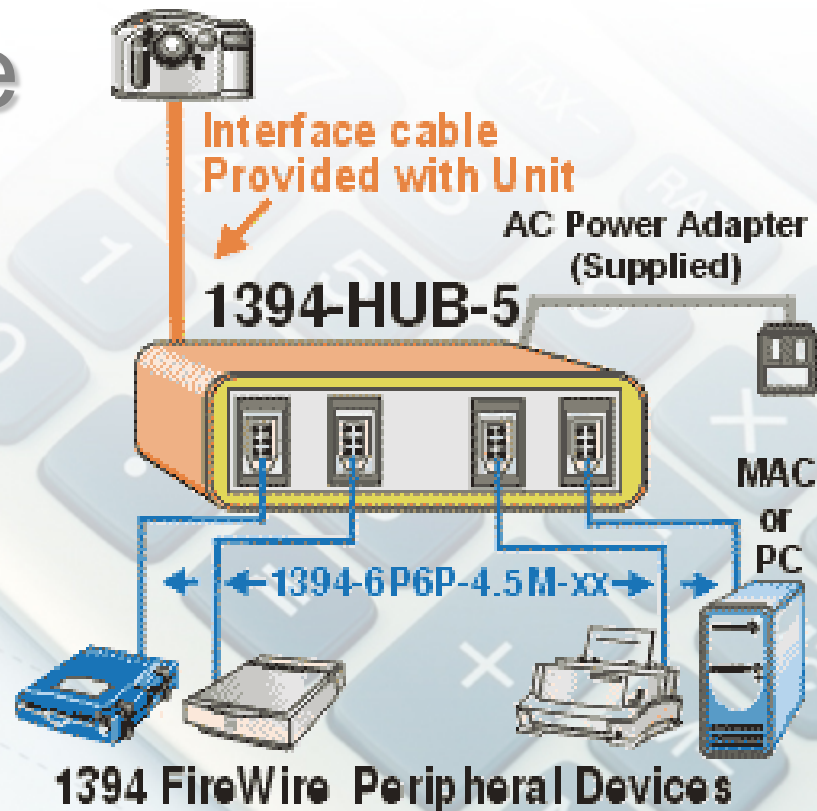 e
Interface cable
Provided with Unit
AC Power Adapter
(Supplied)
1394-HUB-5
MAC
or
PC
1394-6P6P-4.5M-xx
1394 FireWire Peripheral Devices